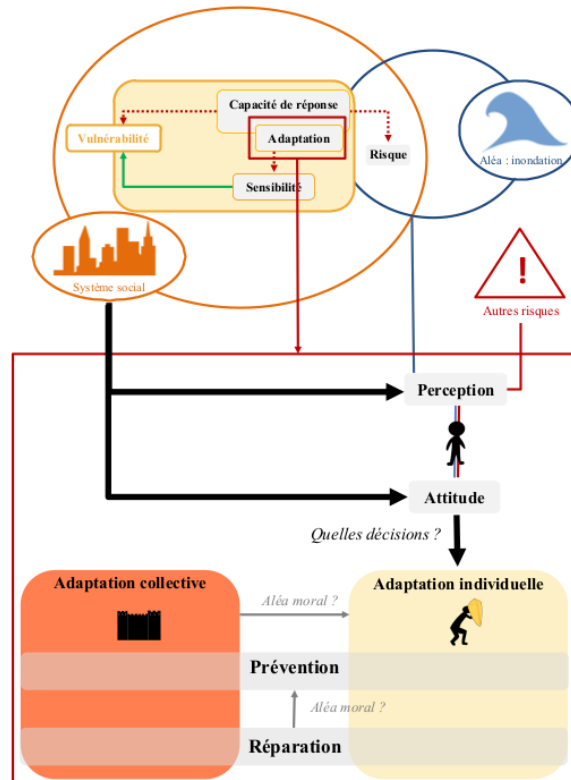 Capacité de réponse
Vulnérabilité
Adaptation
Risque
Sensibilité
Aléa : inondation
Système social
!
Autres risques
Perception
Attitude
Quelles décisions ?
Adaptation collective
Adaptation individuelle
Aléa moral ?
Prévention
Aléa moral ?
Réparation